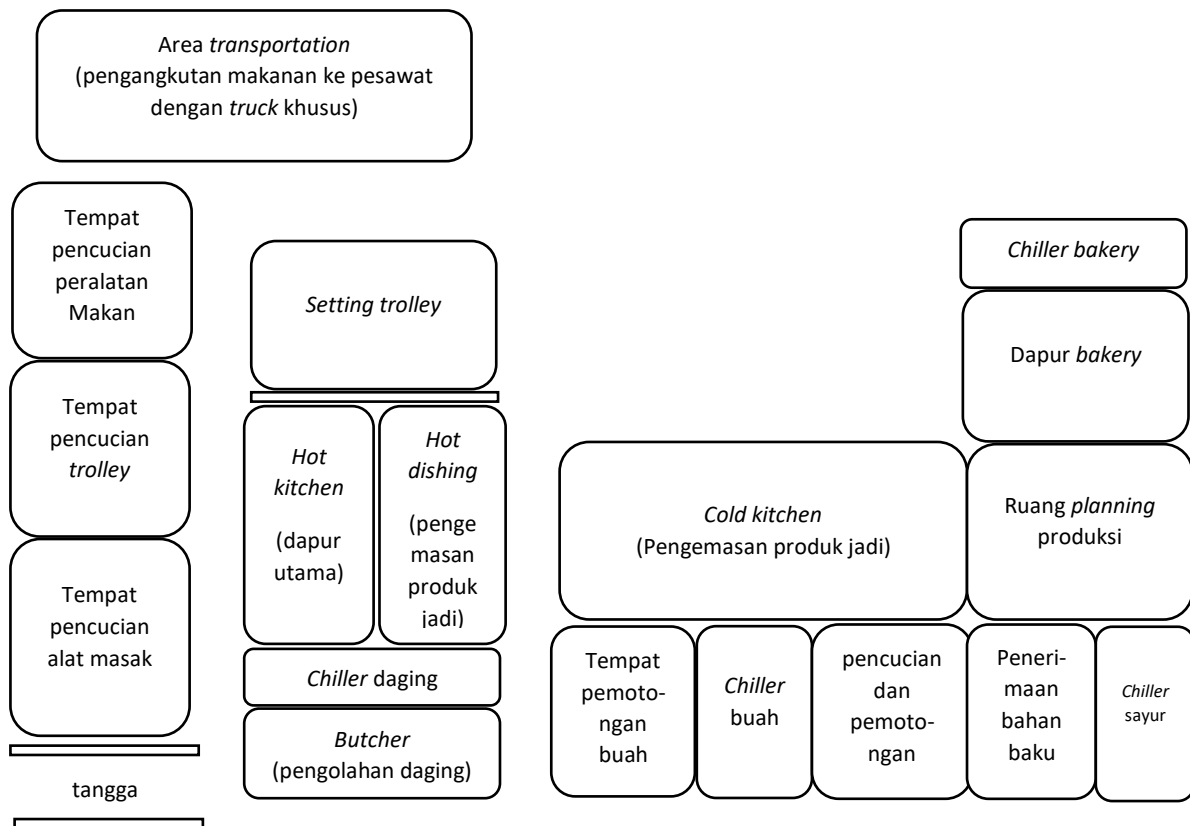 Area transportation
(pengangkutan makanan ke pesawat
dengan truck khusus)
Tempat
pencucian
peralatan
Makan
Setting trolley
Chiller bakery
Dapur bakery
Tempat
pencucian
trolley
Hot
kitchen
(dapur
utama)
Hot
dishing
(penge
masan
produk
jadi)
Cold kitchen
(Pengemasan produk jadi)
Ruang planning
produksi
Tempat
pencucian
alat masak
Chiller daging
Butcher
(pengolahan daging)
Tempat
pemoto-
ngan
buah
Chiller
buah
pencucian
dan
pemoto-
ngan
Peneri-
maan
bahan
baku
Chiller
sayur
tangga